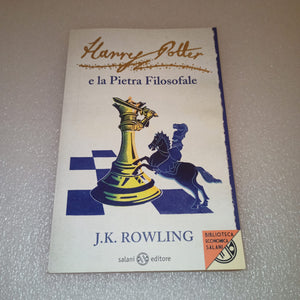 Harry Potter
e la Pietra Filosofale
J.K. ROWLING
salani editore
BIBLIOTECA
ECONOMICA
SALANI